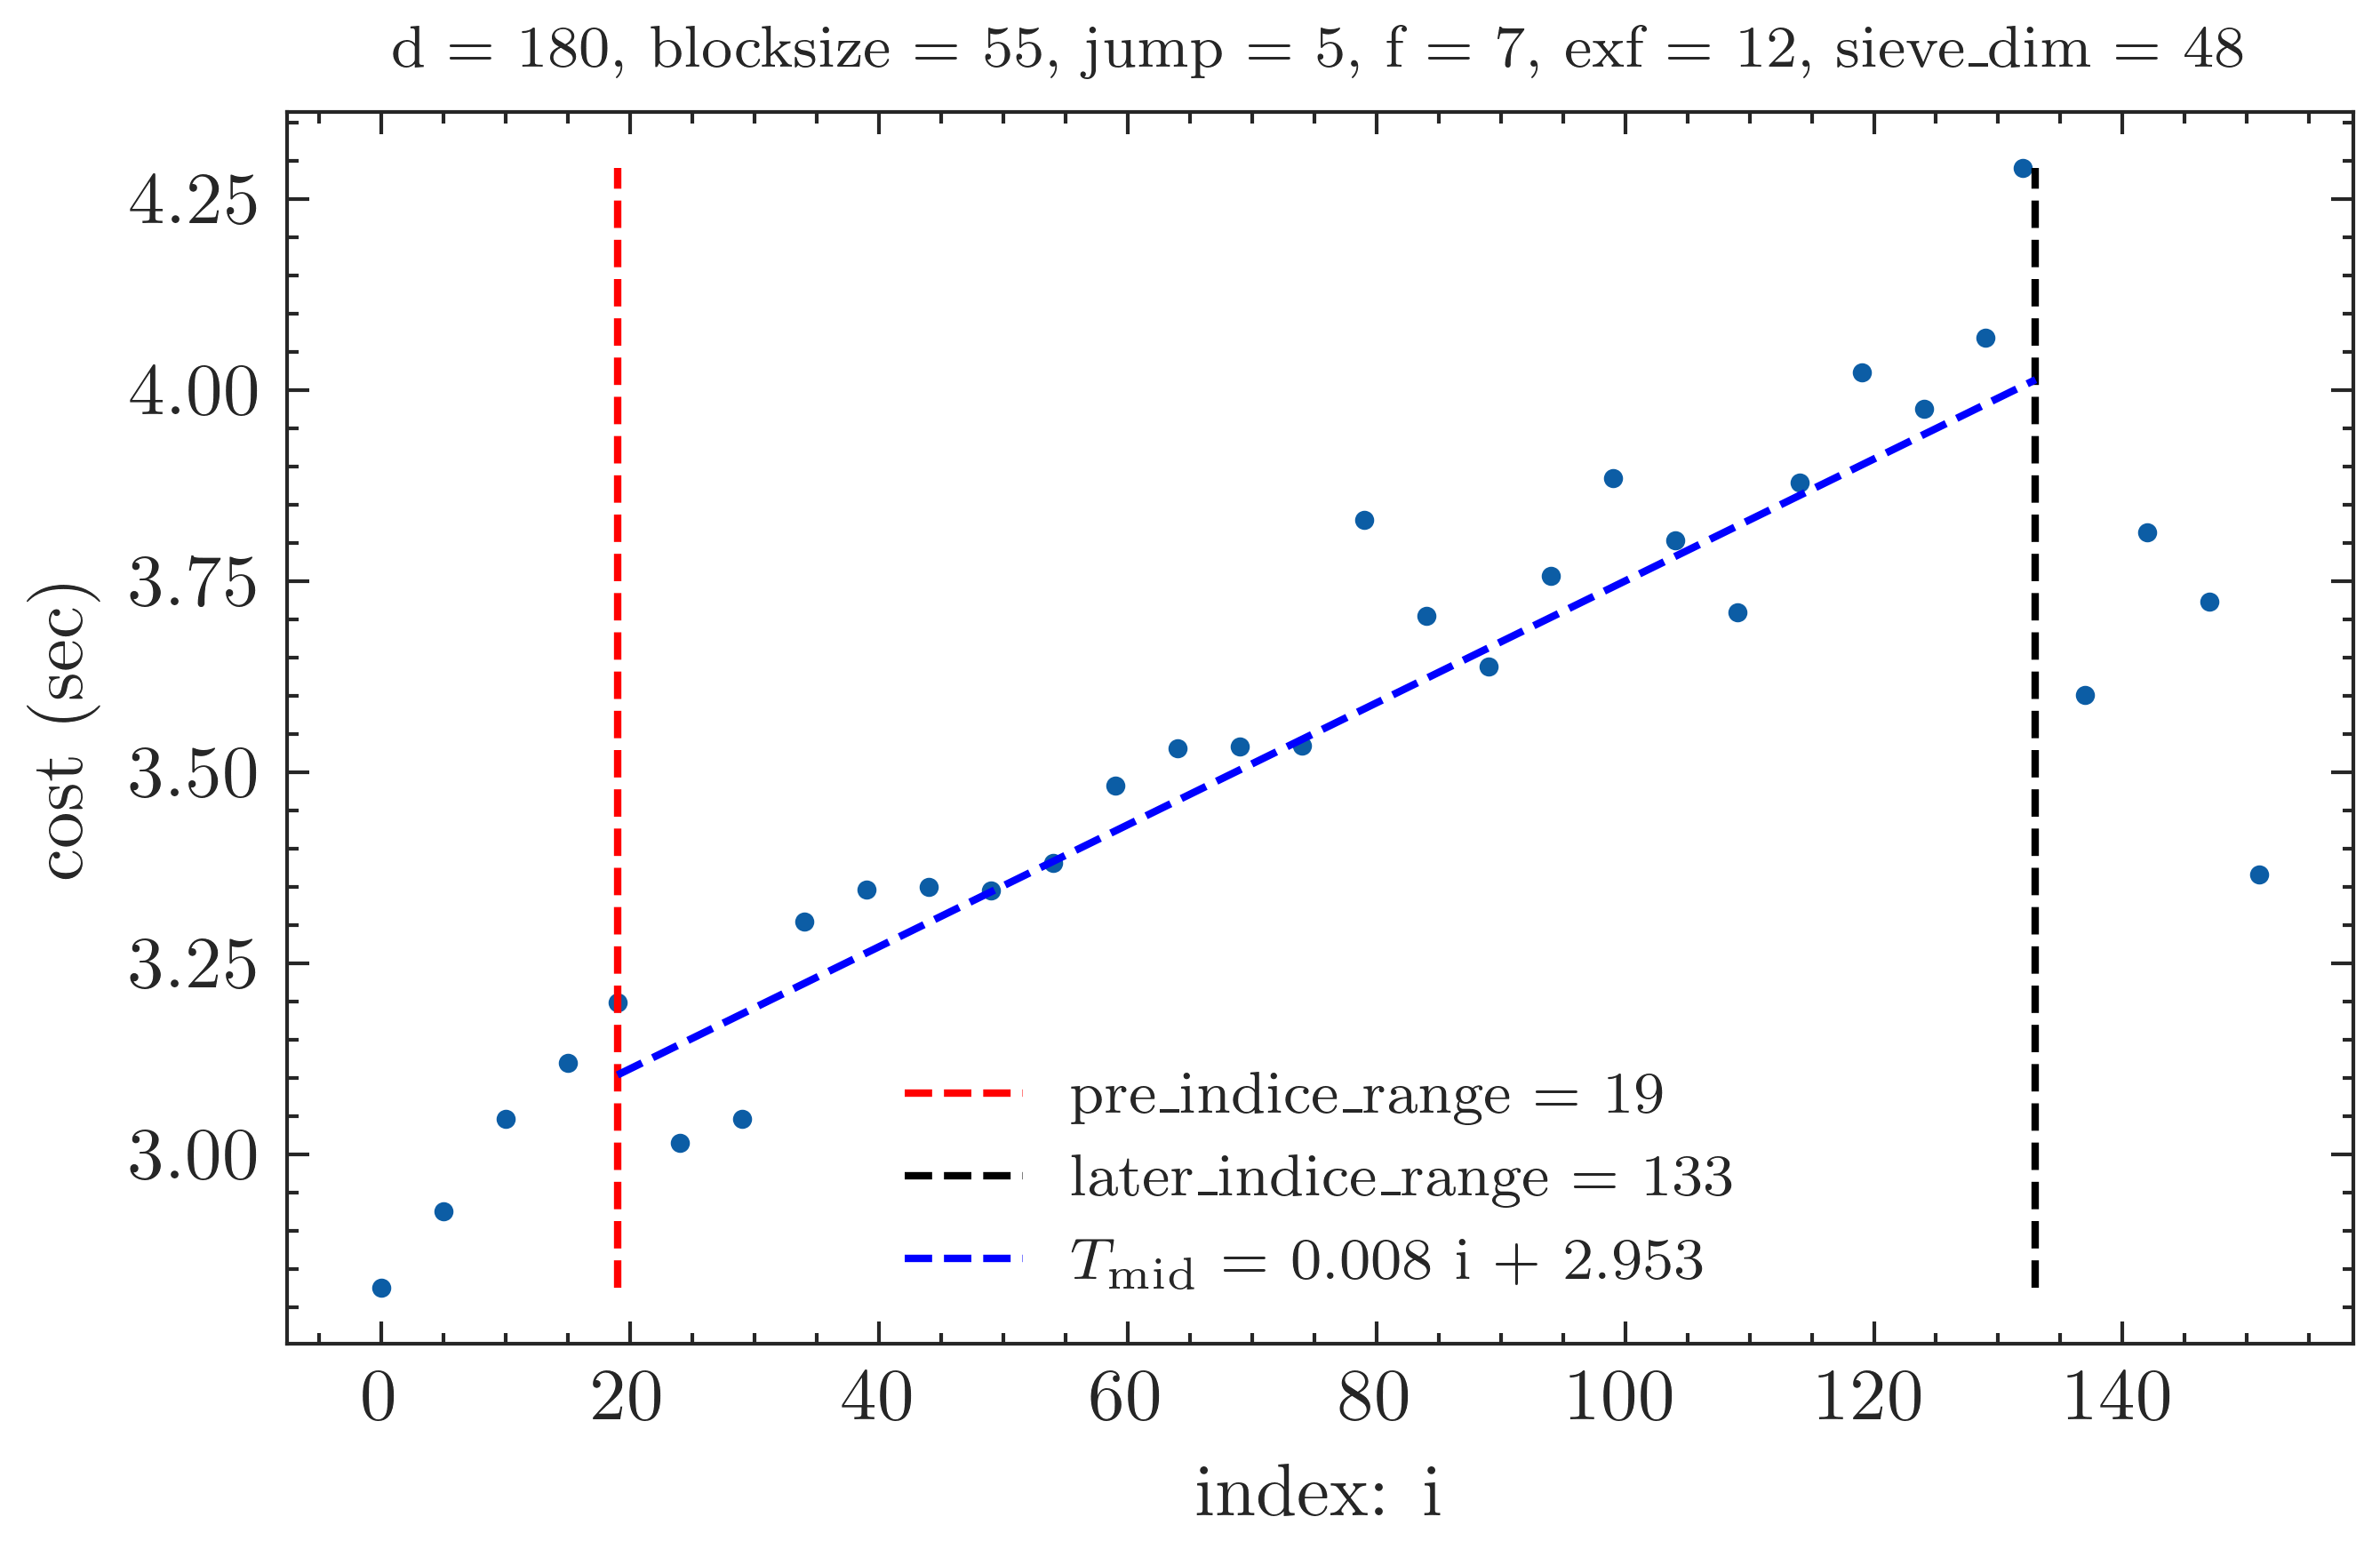 d = 180, blocksize = 55, jump = 5, f = 7, exf = 12, sieve_dim = 48
cost (sec)
4.25
4.00
3.75
3.50
3.25
3.00
pre_indice_range = 19
later_indice_range = 133
T_mid = 0.008 i + 2.953
0 20 40 60 80 100 120 140
index: i